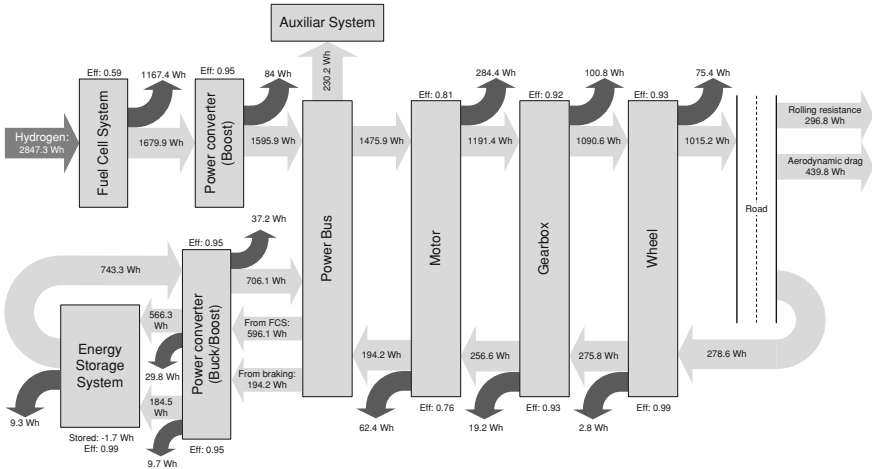 Auxiliar System
Eff: 0.59
1167.4 Wh
Eff: 0.95
84 Wh
230.2 Wh
Eff: 0.81
284.4 Wh
Eff: 0.92
100.8 Wh
Eff: 0.93
75.4 Wh
Hydrogen:
2847.3 Wh
Fuel Cell System
1679.9 Wh
Power converter
(Boost)
1595.9 Wh
Power Bus
1475.9 Wh
Motor
1191.4 Wh
Gearbox
1090.6 Wh
Wheel
1015.2 Wh
Road
Rolling resistance
296.8 Wh
Aerodynamic drag
439.8 Wh
37.2 Wh
Eff: 0.95
743.3 Wh
706.1 Wh
Power converter
(Buck/Boost)
566.3
Wh
From FCS:
596.1 Wh
29.8 Wh
Energy
Storage
System
From braking:
194.2 Wh
184.5
Wh
194.2 Wh
256.6 Wh
275.8 Wh
278.6 Wh
9.3 Wh
Stored: -1.7 Wh
Eff: 0.99
9.7 Wh
Eff: 0.95
62.4 Wh
Eff: 0.76
19.2 Wh
Eff: 0.93
2.8 Wh
Eff: 0.99